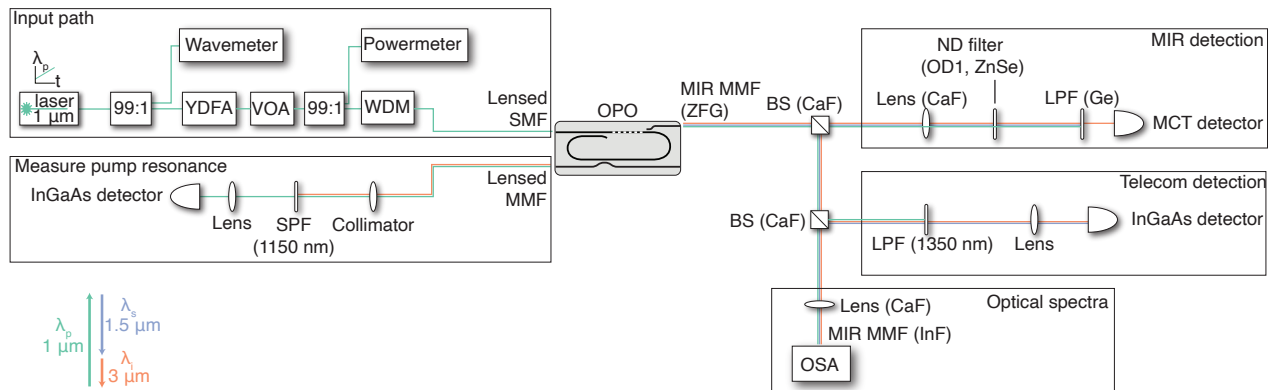 Input path
Wavemeter
Powermeter
λp
t
laser
1 μm
99:1
YDFA
VOA
99:1
WDM
Lensed
SMF
Measure pump resonance
InGaAs detector
Lens
SPF
(1150 nm)
Collimator
Lensed
MMF
OPO
MIR MMF
(ZFG)
BS (CaF)
MIR detection
ND filter
(OD1, ZnSe)
Lens (CaF)
LPF (Ge)
MCT detector
Telecom detection
BS (CaF)
InGaAs detector
LPF (1350 nm)
Lens
Optical spectra
Lens (CaF)
MIR MMF (InF)
OSA
λp
1 μm
λs
1.5 μm
λi
3 μm